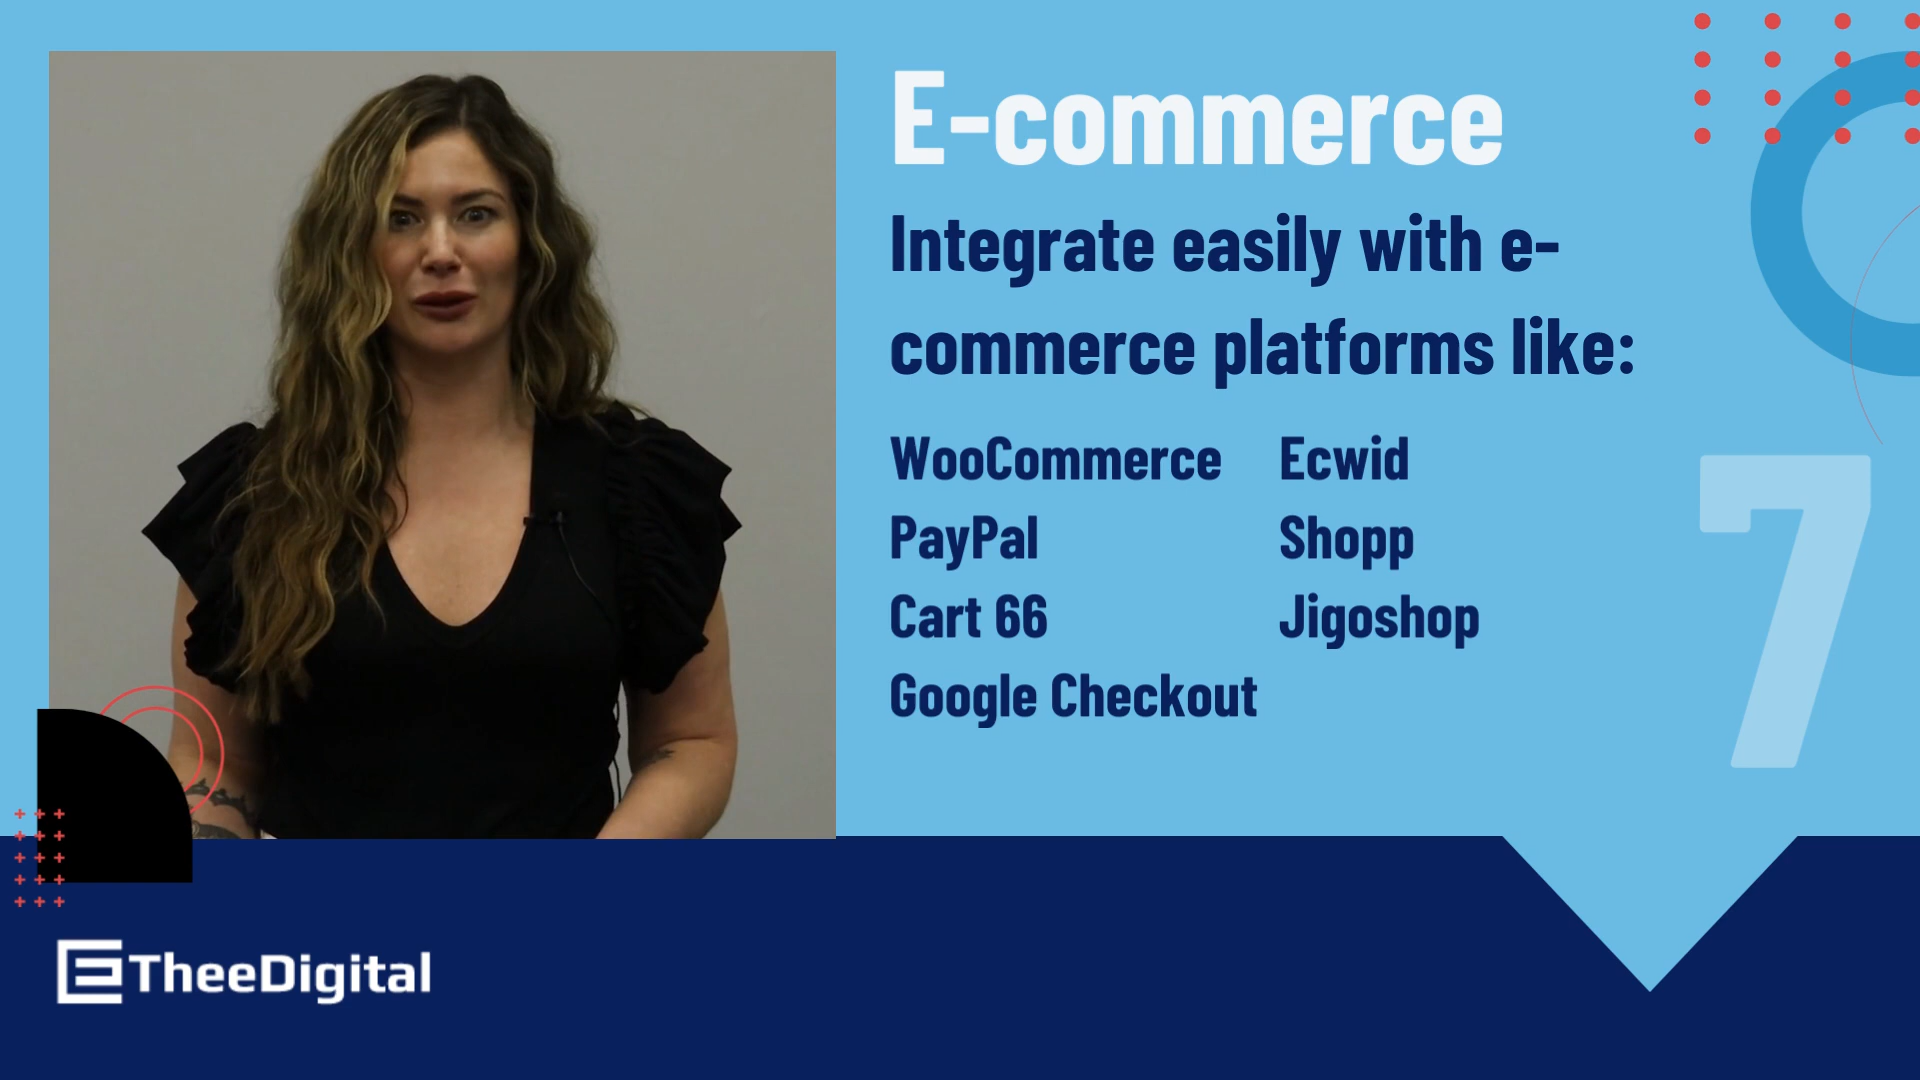 E-commerce
Integrate easily with e-
commerce platforms like:
WooCommerce
PayPal
Cart 66
Google Checkout
Ecwid
Shopp
Jigoshop
7
TheeDigital